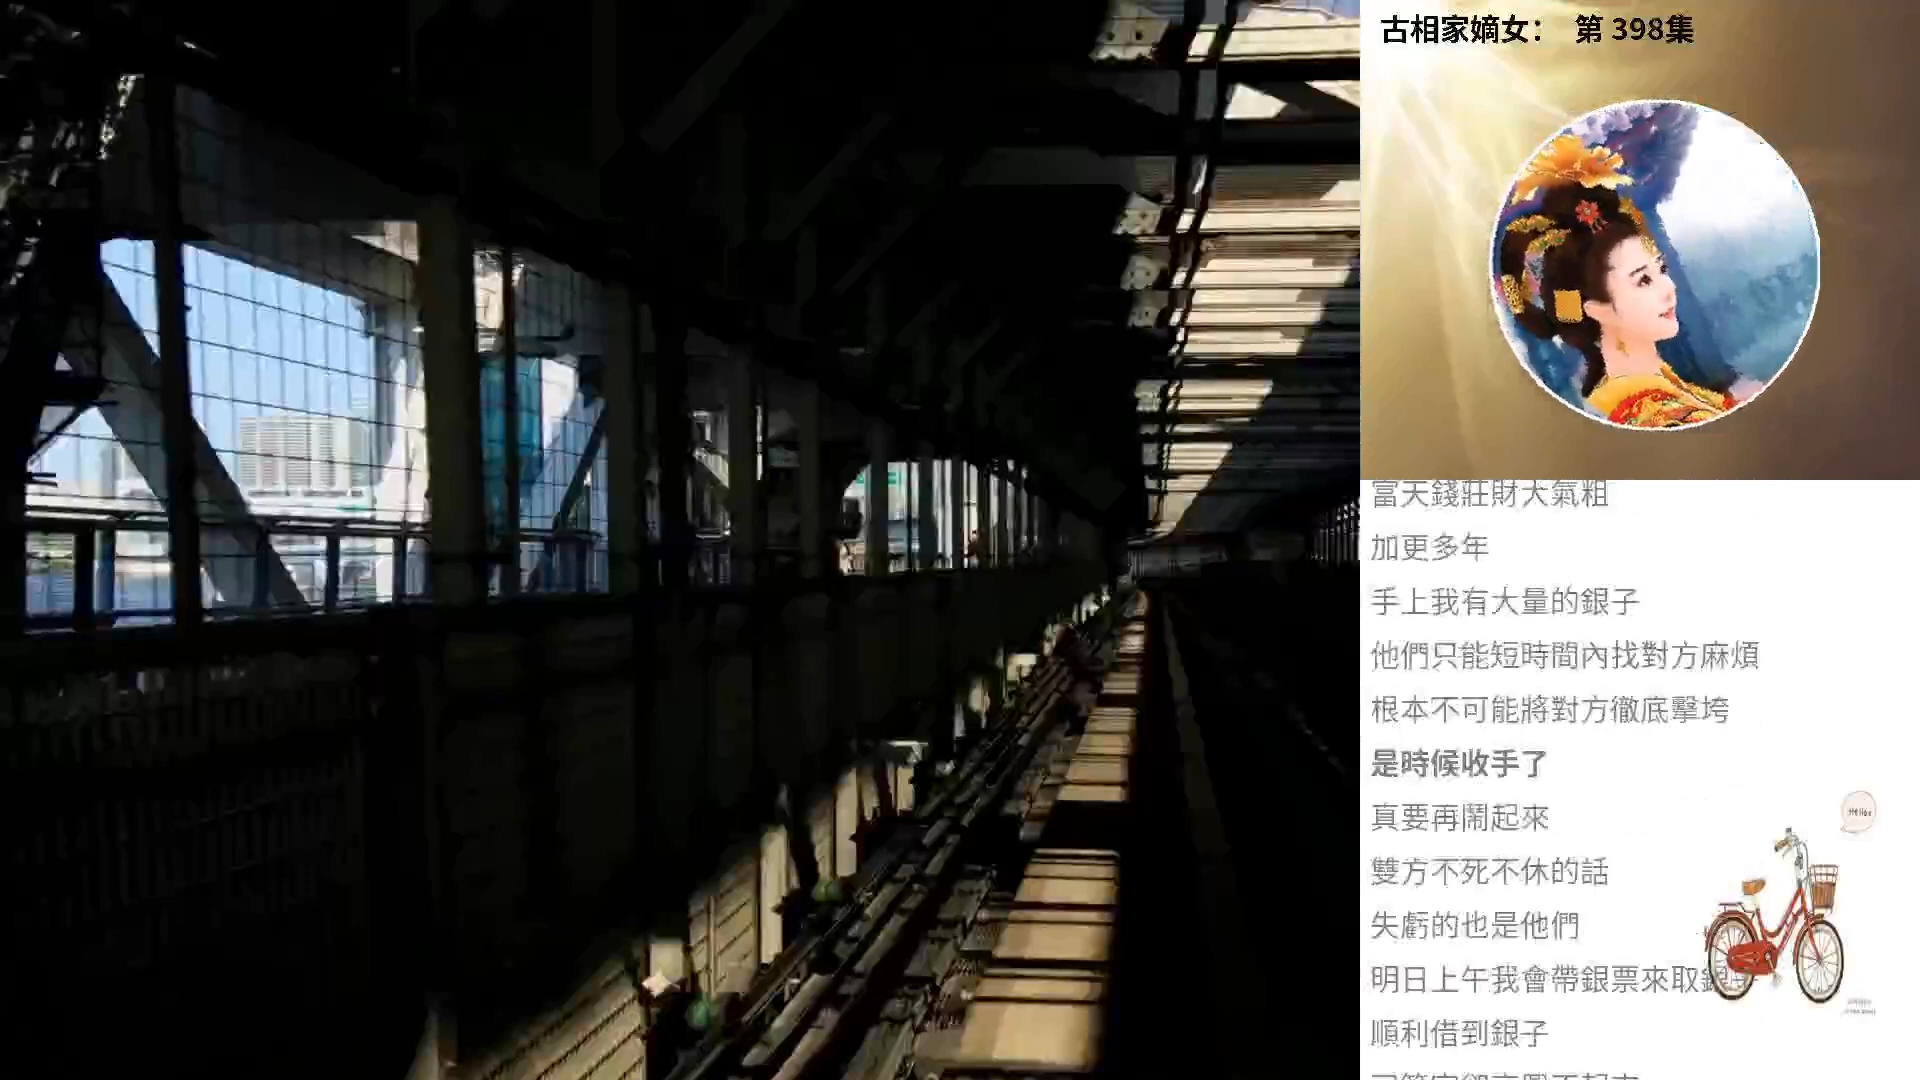 古相家嫡女： 第 398集
富天錢莊財大氣粗
加更多年
手上我有大量的銀子
他們只能短時間內找對方麻煩
根本不可能將對方徹底擊垮
是時候收手了
真要再鬧起來
雙方不死不休的話
失虧的也是他們
明日上午我會帶銀票來取銀
順利借到銀子